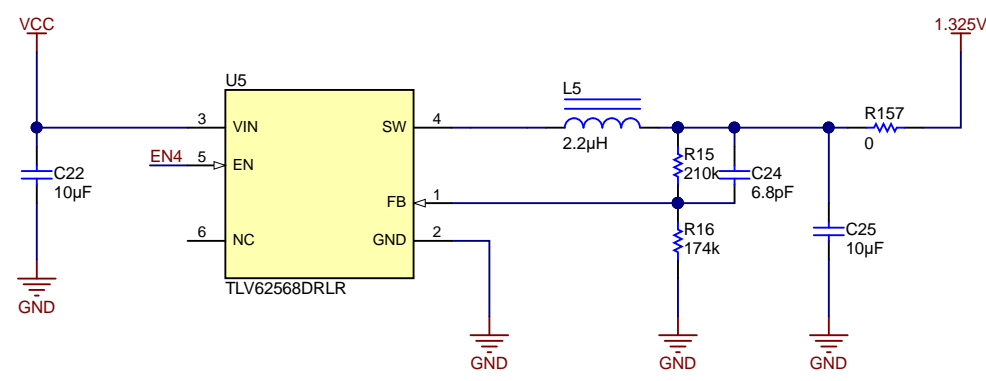 VCC
1.325V
U5
L5
R157
3
VIN
SW
4
2.2µH
0
EN4
5
EN
R15
210k
C24
6.8pF
C22
10µF
FB
1
6
NC
GND
2
R16
174k
C25
10µF
TLV62568DRLR
GND
GND
GND
GND